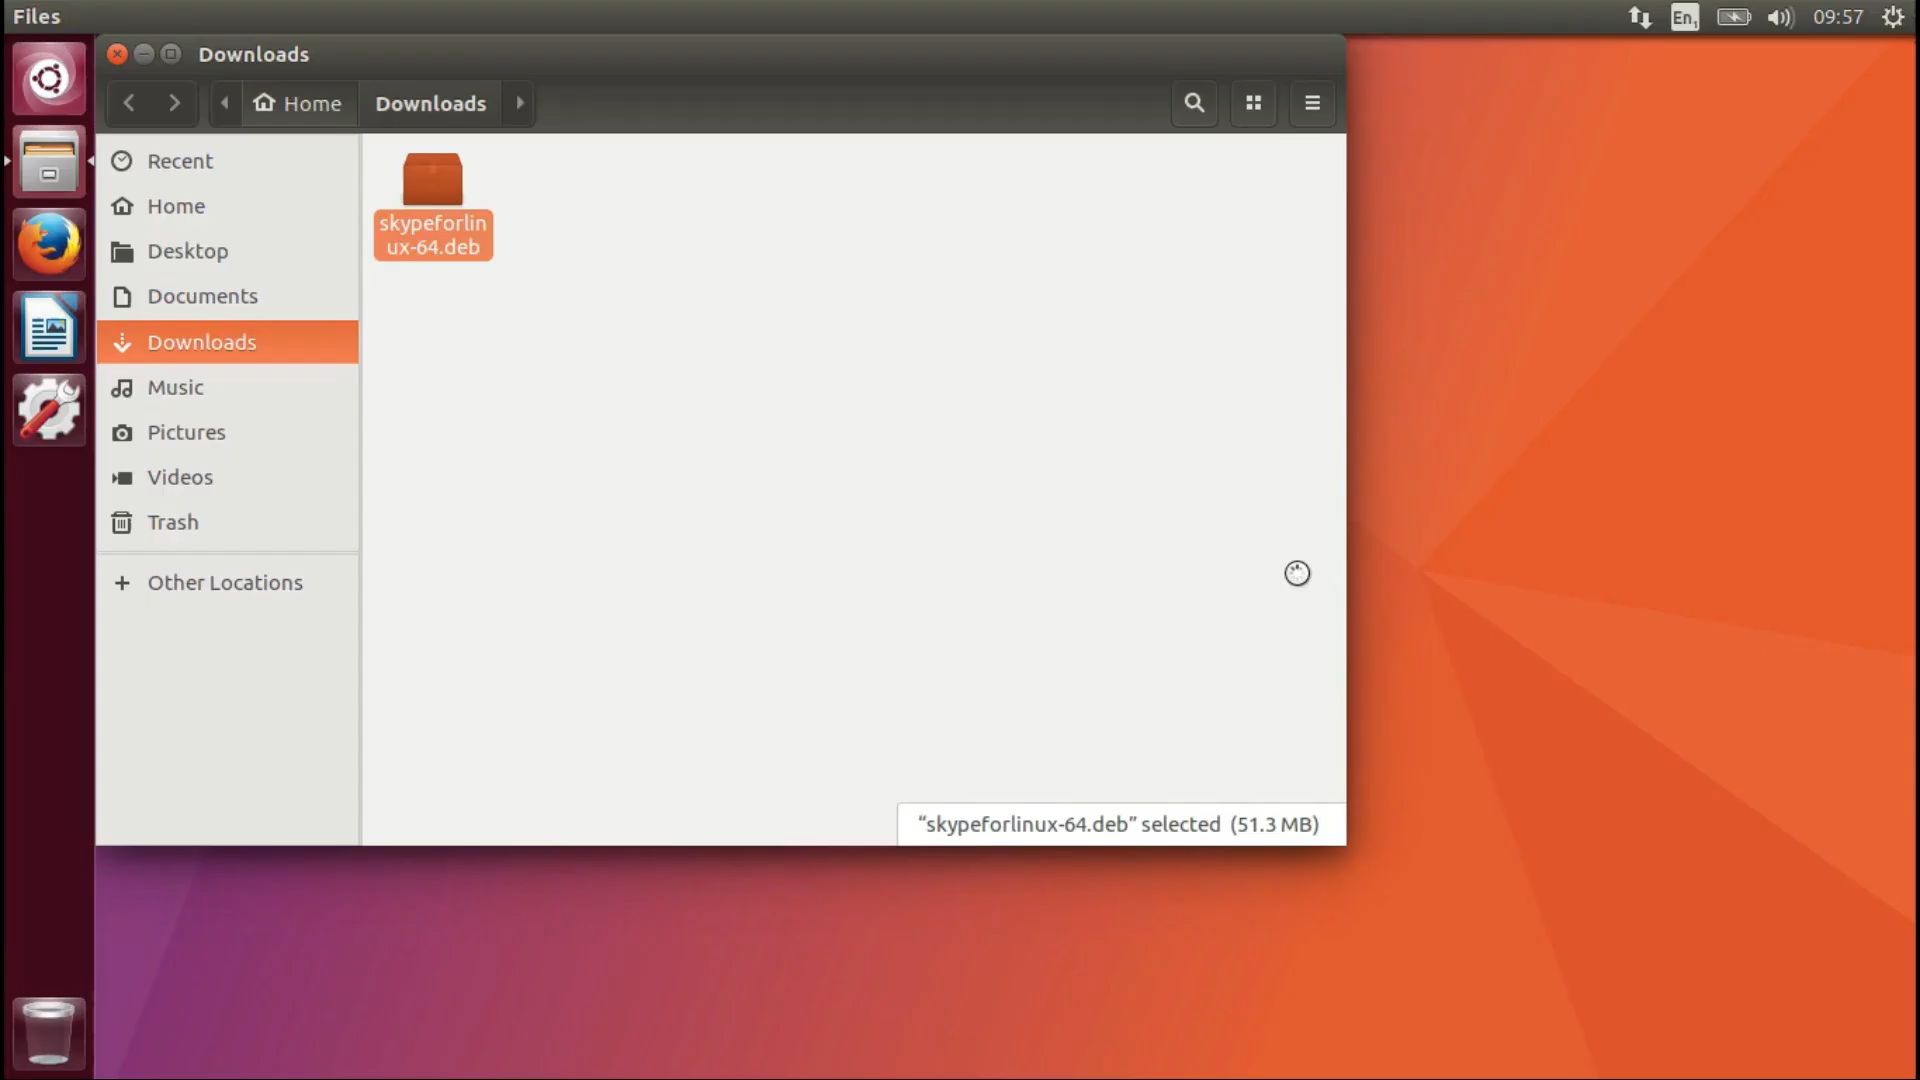 Files
En1
09:57
Downloads
Home
Downloads
Recent
Home
Desktop
Documents
Downloads
Music
Pictures
Videos
Trash
Other Locations
skypeforlin
ux-64.deb
“skypeforlinux-64.deb” selected (51.3 MB)